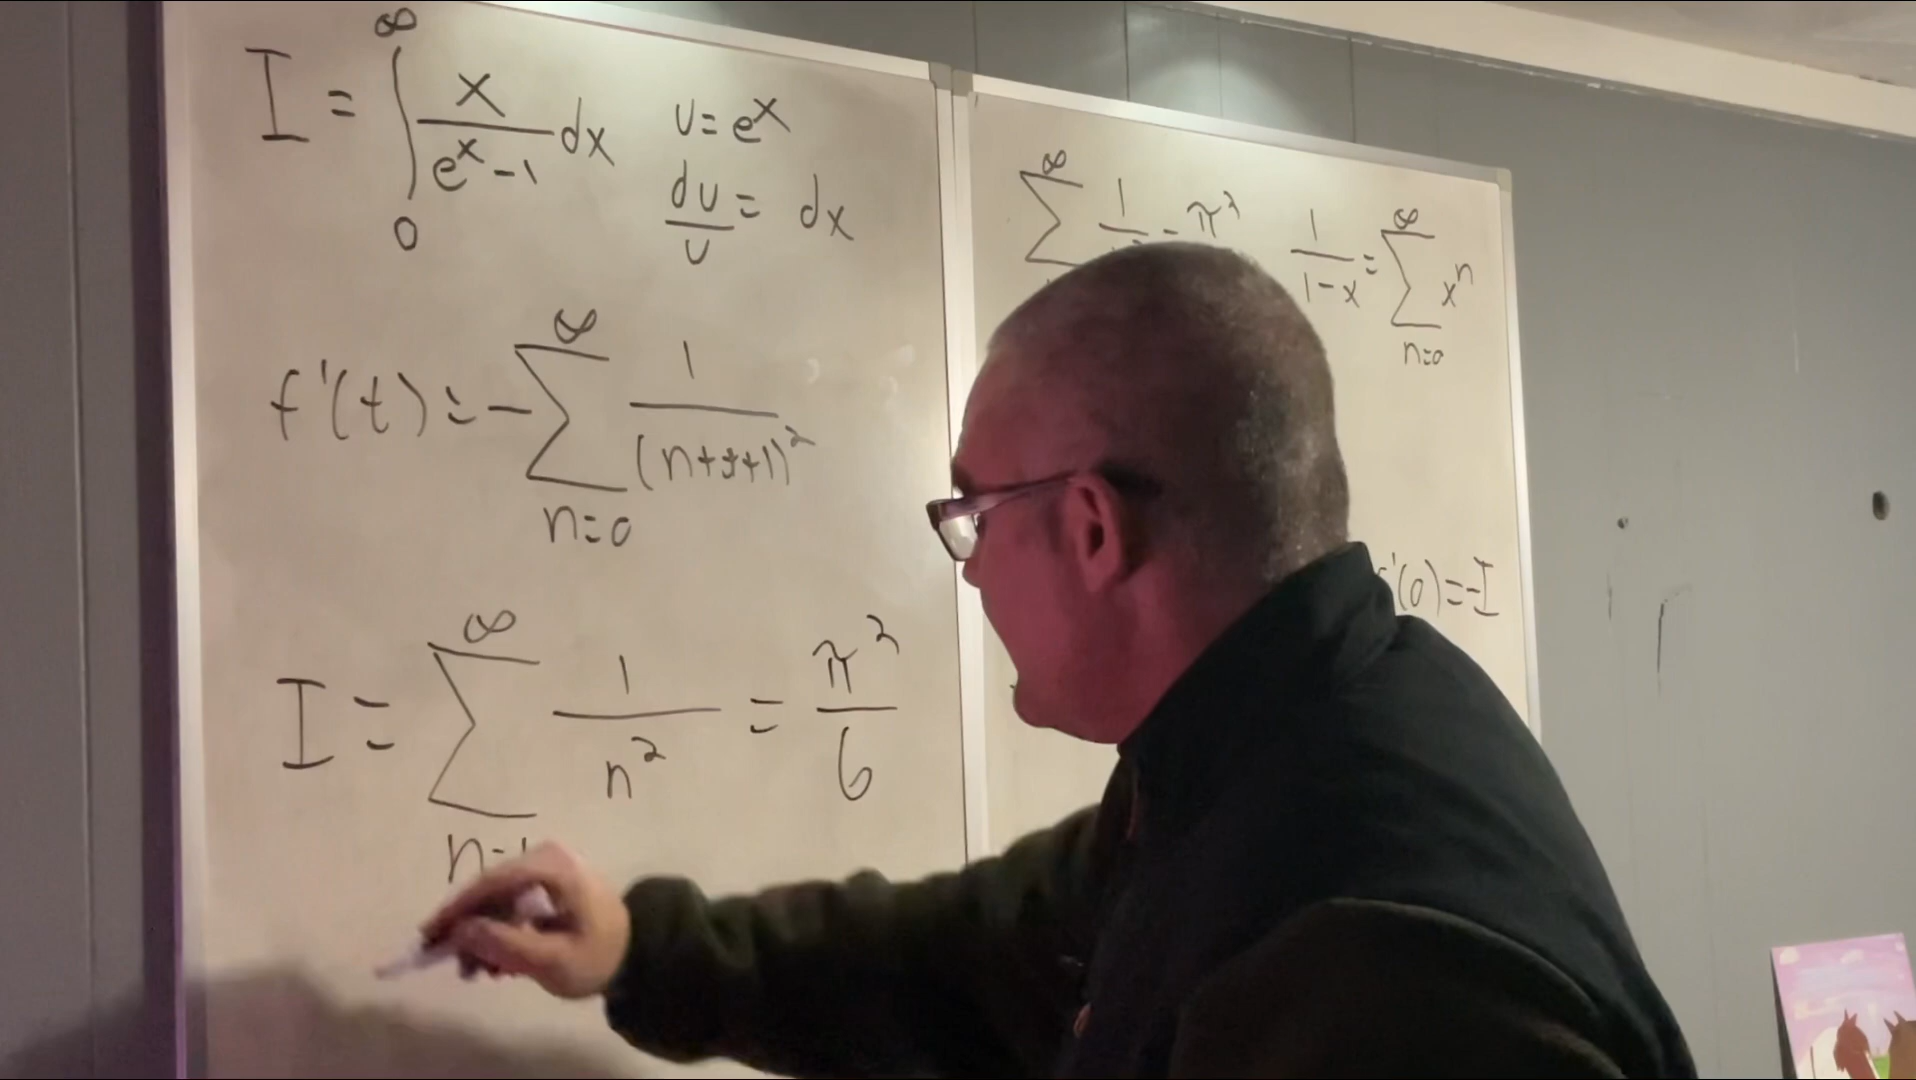 I = ∫₀^∞ x/(eˣ-1) dx
u = eˣ
du/u = dx
f'(t) = -∑_{n=0}^∞ 1/(n+t+1)²
I = ∑_{n=1}^∞ 1/n² = π²/6
∑^∞ 1/ = π²
1/(1-x) = ∑_{n=0}^∞ xⁿ
'(0) = -I